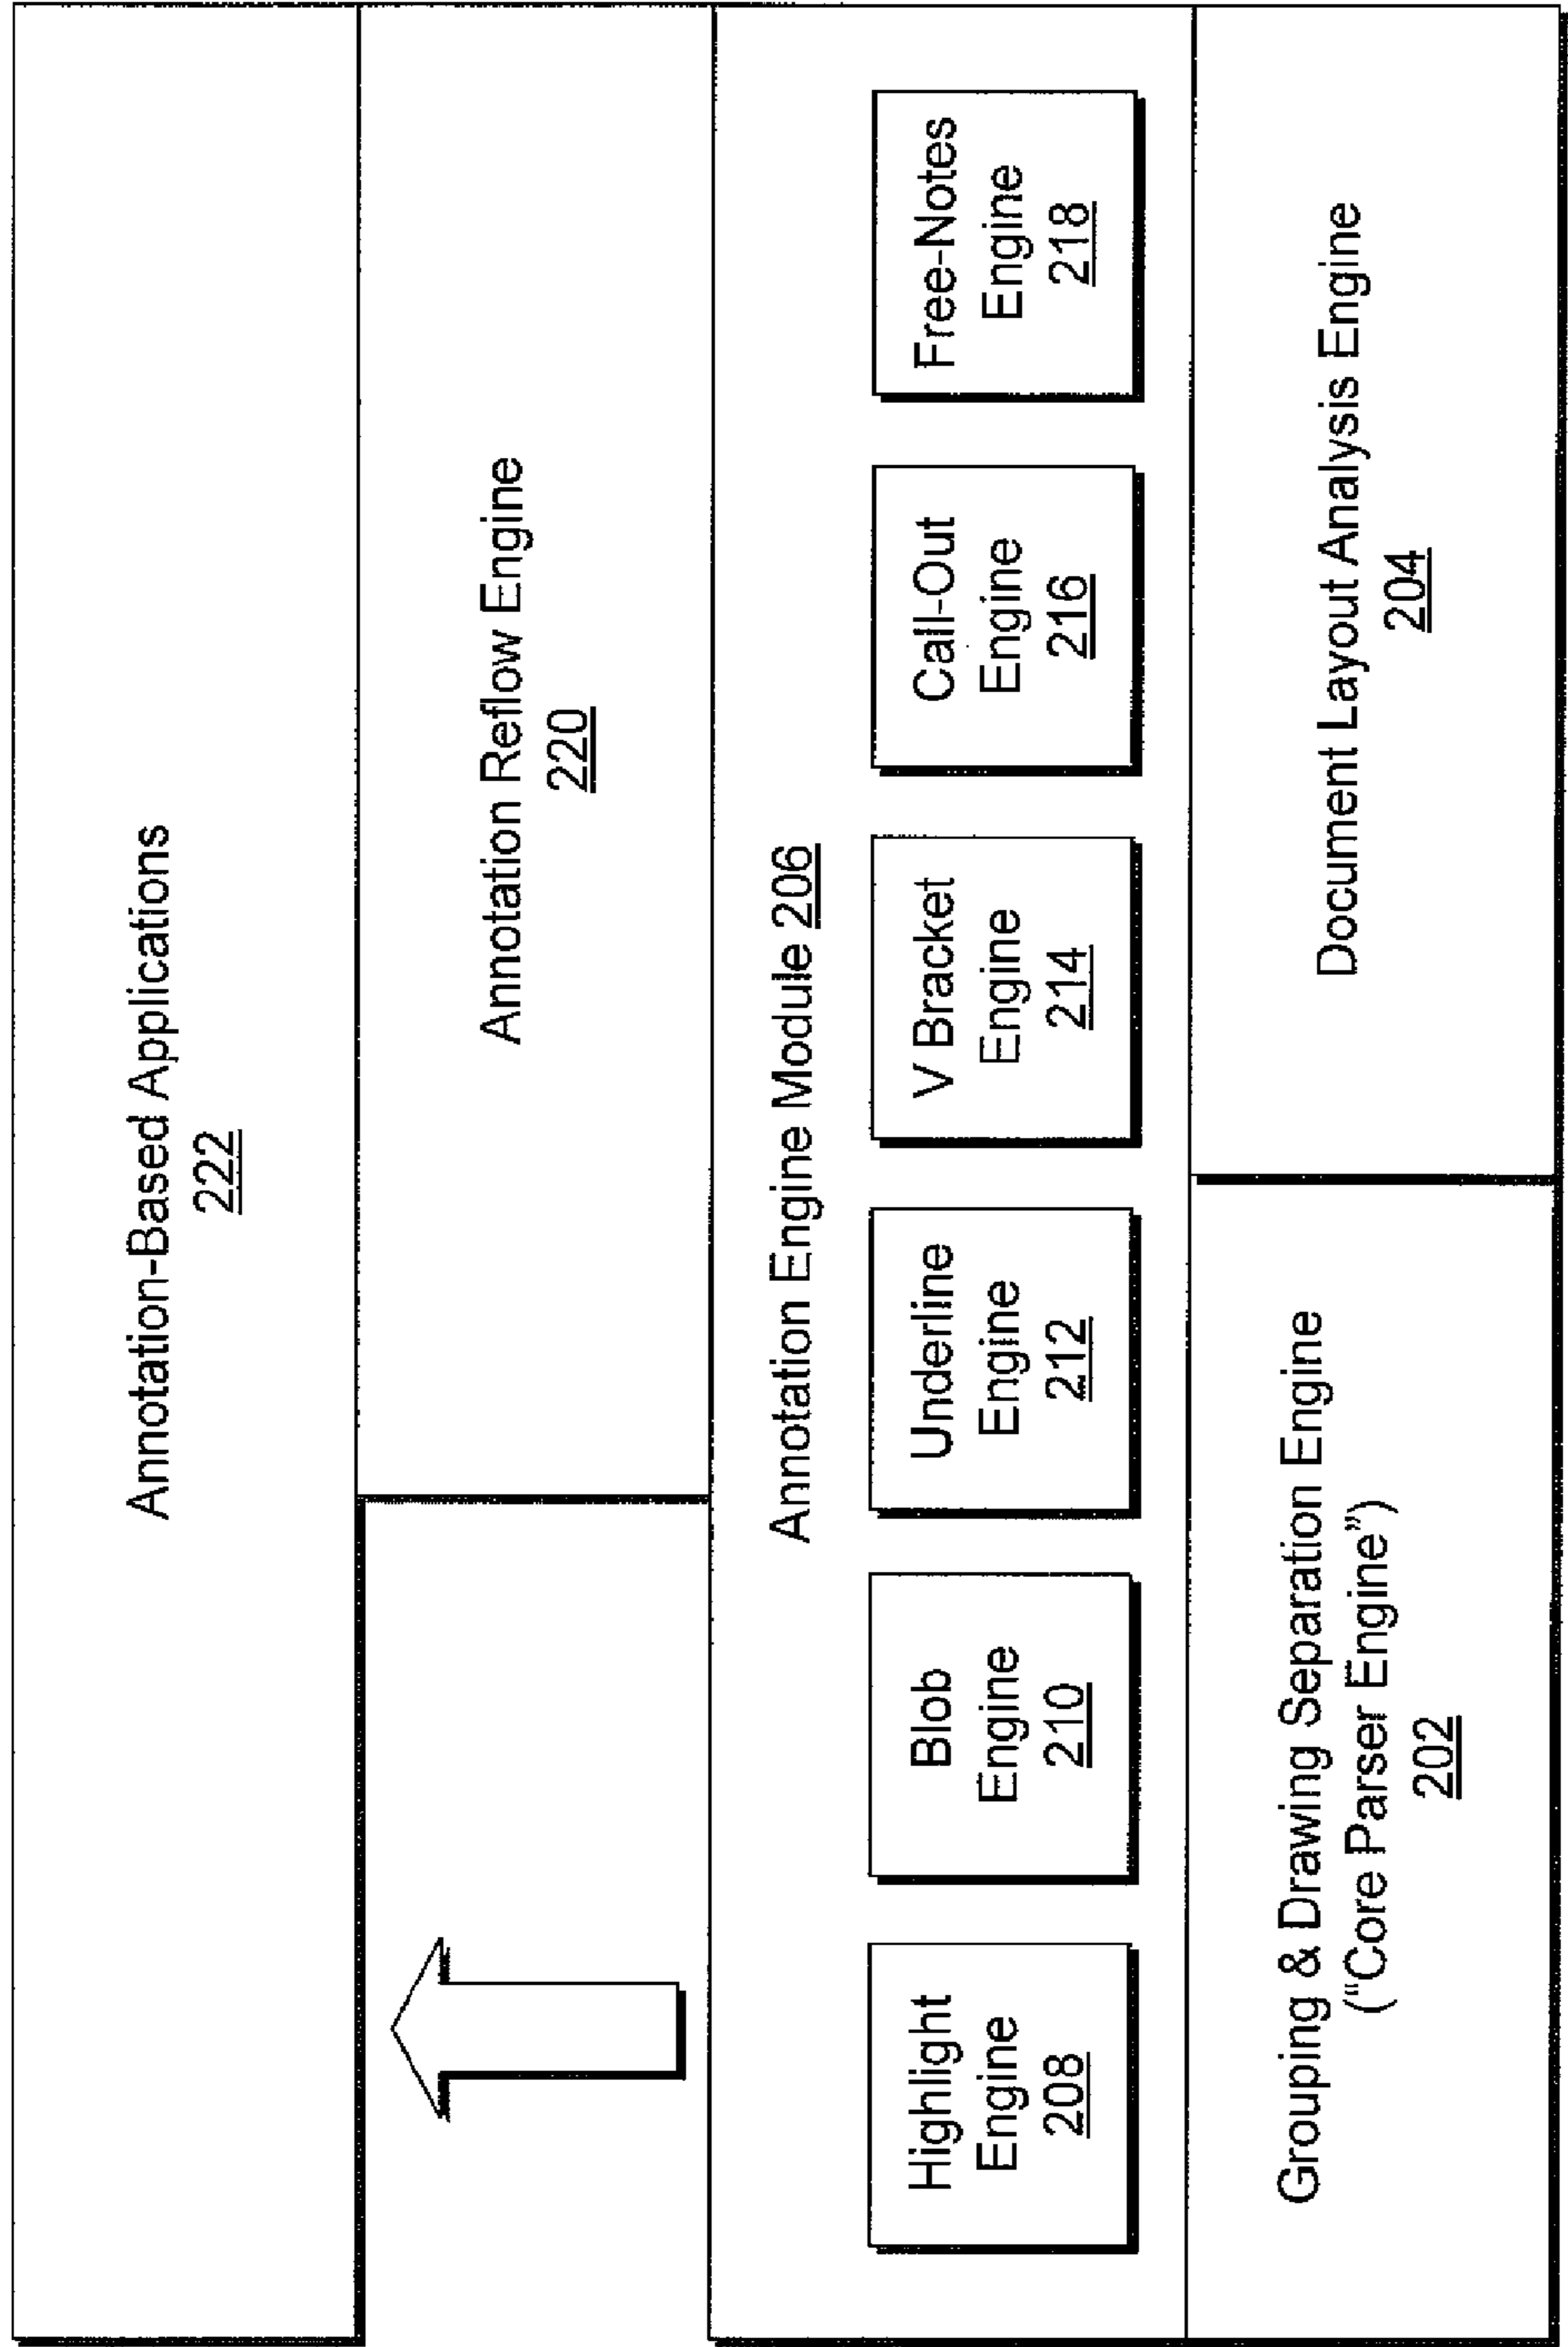 Annotation-Based Applications
222
Annotation Reflow Engine
220
Annotation Engine Module 206
Highlight
Engine
208
Blob
Engine
210
Underline
Engine
212
V Bracket
Engine
214
Call-Out
Engine
216
Free-Notes
Engine
218
Grouping & Drawing Separation Engine
(“Core Parser Engine”)
202
Document Layout Analysis Engine
204